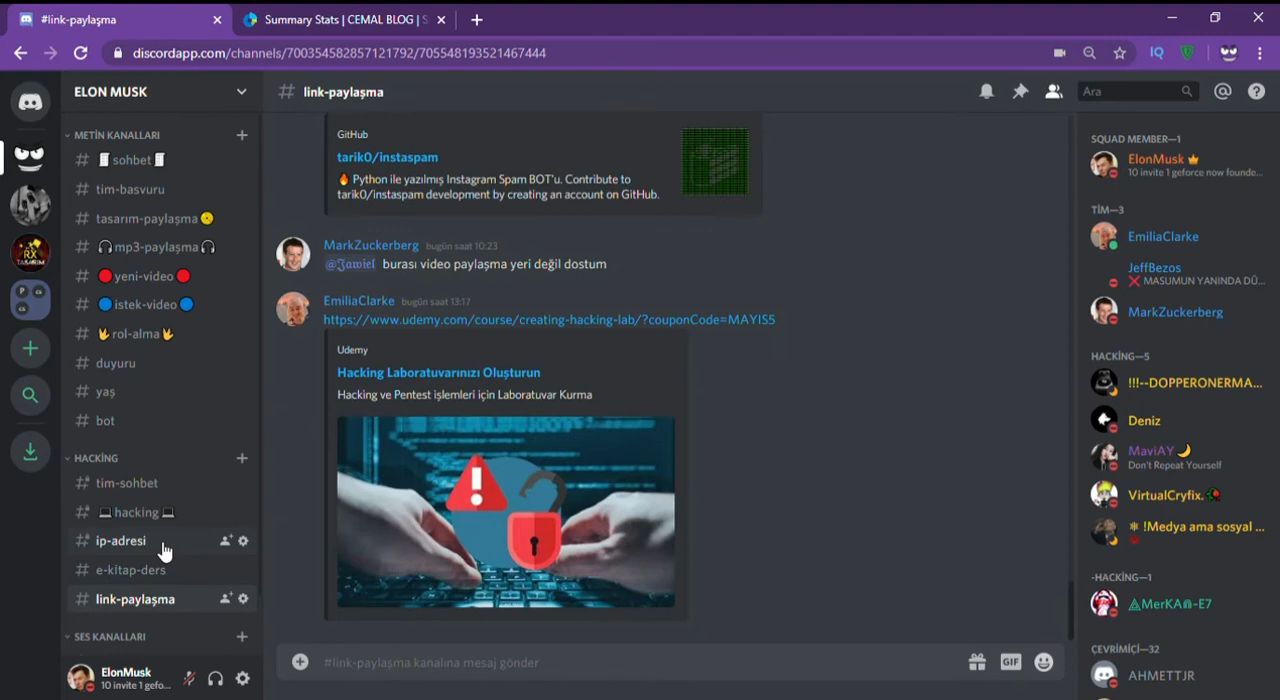 #link-paylaşma
Summary Stats | CEMAL BLOG | S
discordapp.com/channels/700354582857121792/705548193521467444
IQ
ELON MUSK
METİN KANALLARI
sohbet
tim-basvuru
tasarım-paylaşma
mp3-paylaşma
yeni-video
istek-video
rol-alma
duyuru
yaş
bot
HACKİNG
tim-sohbet
hacking
ip-adresi
e-kitap-ders
link-paylaşma
SES KANALLARI
ElonMusk
10 invite 1 gefo...
link-paylaşma
Ara
GitHub
tarik0/instaspam
Python ile yazılmış Instagram Spam BOT'u. Contribute to
tarik0/instaspam development by creating an account on GitHub.
MarkZuckerberg bugün saat 10:23
@Jawiel burası video paylaşma yeri değil dostum
EmiliaClarke bugün saat 13:17
https://www.udemy.com/course/creating-hacking-lab/?couponCode=MAYIS5
Udemy
Hacking Laboratuvarınızı Oluşturun
Hacking ve Pentest işlemleri için Laboratuvar Kurma
#link-paylaşma kanalına mesaj gönder
GIF
SQUAD MEMBER—1
ElonMusk
10 invite 1 geforce now founde...
TİM—3
EmiliaClarke
JeffBezos
MASUMUN YANINDA DÜ...
MarkZuckerberg
HACKİNG—5
!!!--DOPPERONERMA...
Deniz
MaviAY
Don't Repeat Yourself
VirtualCryfix.
!Medya ama sosyal ...
-HACKİNG—1
MerKA⋒-E7
ÇEVRİMİÇİ—32
AHMETTJR